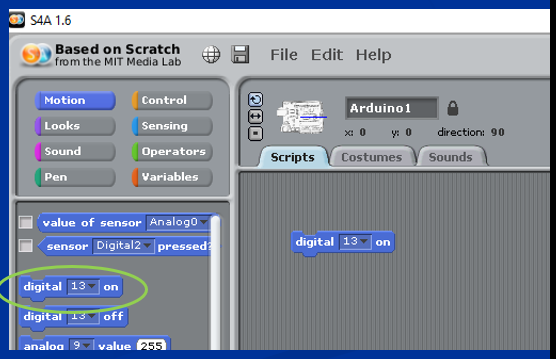 S4A 1.6
Based on Scratch
from the MIT Media Lab
File Edit Help
Motion
Control
Looks
Sensing
Sound
Operators
Pen
Variables
Arduino1
x: 0 y: 0 direction: 90
Scripts Costumes Sounds
value of sensor Analog0
sensor Digital2 pressed?
digital 13 on
digital 13 off
analog 9 value 255
digital 13 on